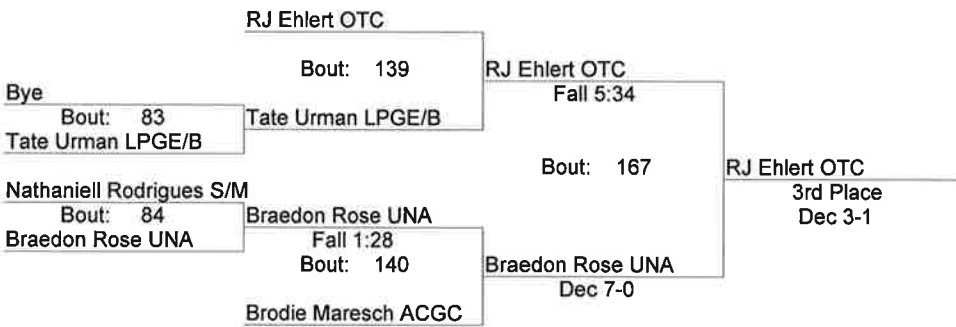 RJ Ehlert OTC
Bout: 139
RJ Ehlert OTC
Fall 5:34
Bye
Bout: 83
Tate Urman LPGE/B
Tate Urman LPGE/B
Bout: 167
RJ Ehlert OTC
3rd Place
Dec 3-1
Nathaniell Rodrigues S/M
Bout: 84
Braedon Rose UNA
Braedon Rose UNA
Fall 1:28
Bout: 140
Braedon Rose UNA
Dec 7-0
Brodie Maresch ACGC